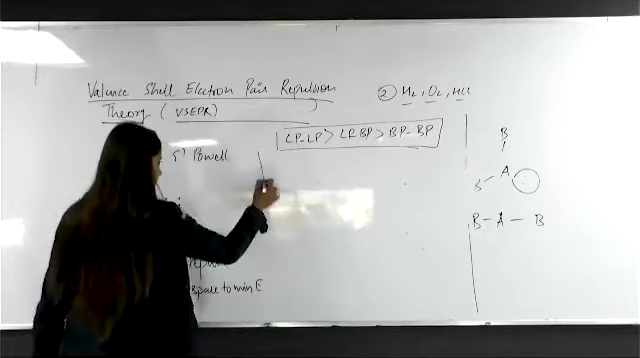 Valence Shell Electron Pair Repulsion
Theory (VSEPR)
② H₂, O₂, HCl
LP-LP > LP-BP > BP-BP
& Powell
space to min E
B
B - A
B - A - B